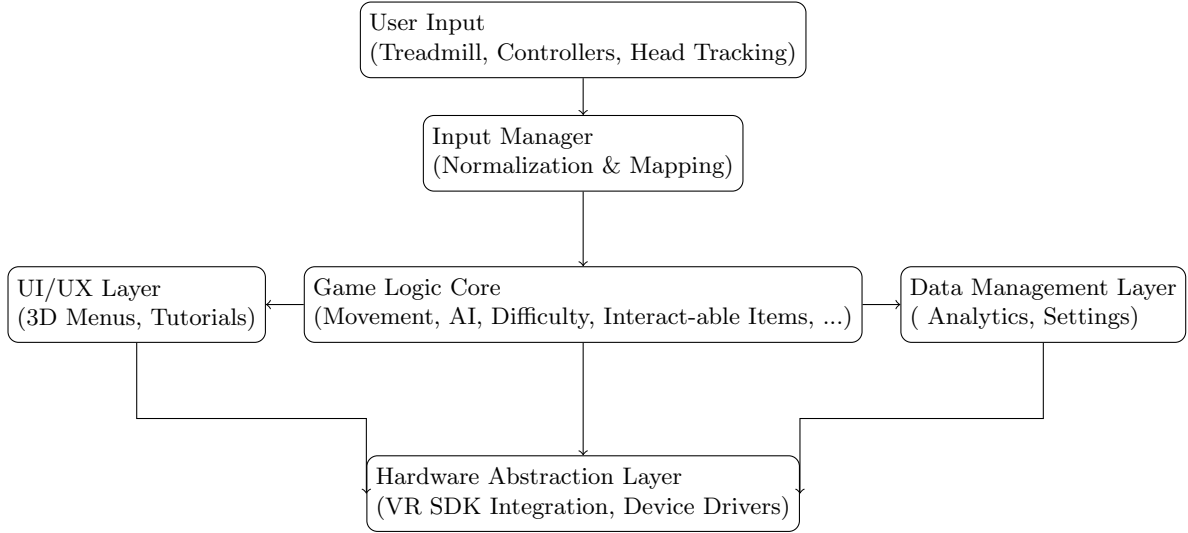 User Input
(Treadmill, Controllers, Head Tracking)
Input Manager
(Normalization & Mapping)
UI/UX Layer
(3D Menus, Tutorials)
Game Logic Core
(Movement, AI, Difficulty, Interact-able Items, ...)
Data Management Layer
( Analytics, Settings)
Hardware Abstraction Layer
(VR SDK Integration, Device Drivers)